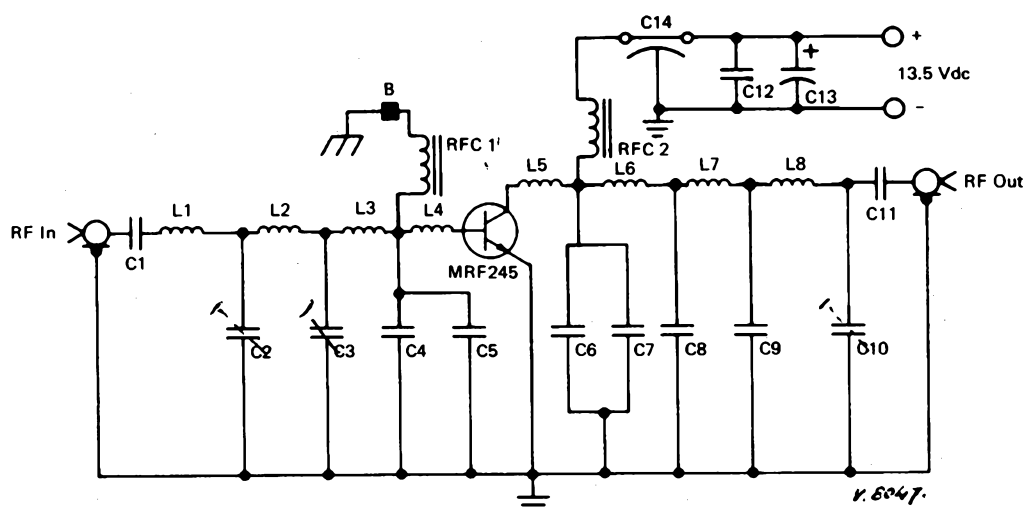 C14
+
+
13.5 Vdc
C12
C13
−
B
RFC 1
RFC 2
L5
L6
L7
L8
RF Out
C11
RF In
C1
L1
L2
L3
L4
MRF245
C2
C3
C4
C5
C6
C7
C8
C9
C10